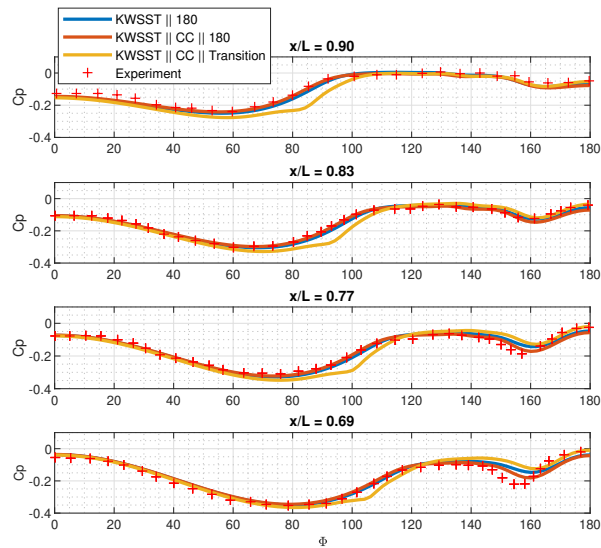 KWSST || 180
KWSST || CC || 180
KWSST || CC || Transition
Experiment
x/L = 0.90
0
-0.2
-0.4
Cp
0 20 40 60 80 100 120 140 160 180
x/L = 0.83
0
-0.2
-0.4
Cp
0 20 40 60 80 100 120 140 160 180
x/L = 0.77
0
-0.2
-0.4
Cp
0 20 40 60 80 100 120 140 160 180
x/L = 0.69
0
-0.2
-0.4
Cp
0 20 40 60 80 100 120 140 160 180
Φ